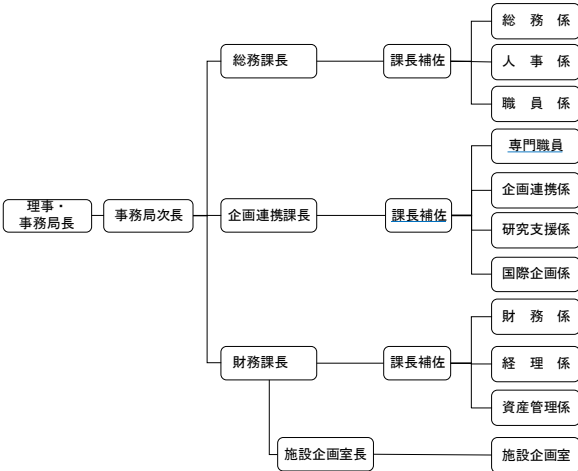 総　務　係
総務課長
課長補佐
人　事　係
職　員　係
専門職員
企画連携係
理事・
事務局長
事務局次長
企画連携課長
課長補佐
研究支援係
国際企画係
財　務　係
財務課長
課長補佐
経　理　係
資産管理係
施設企画室長
施設企画室